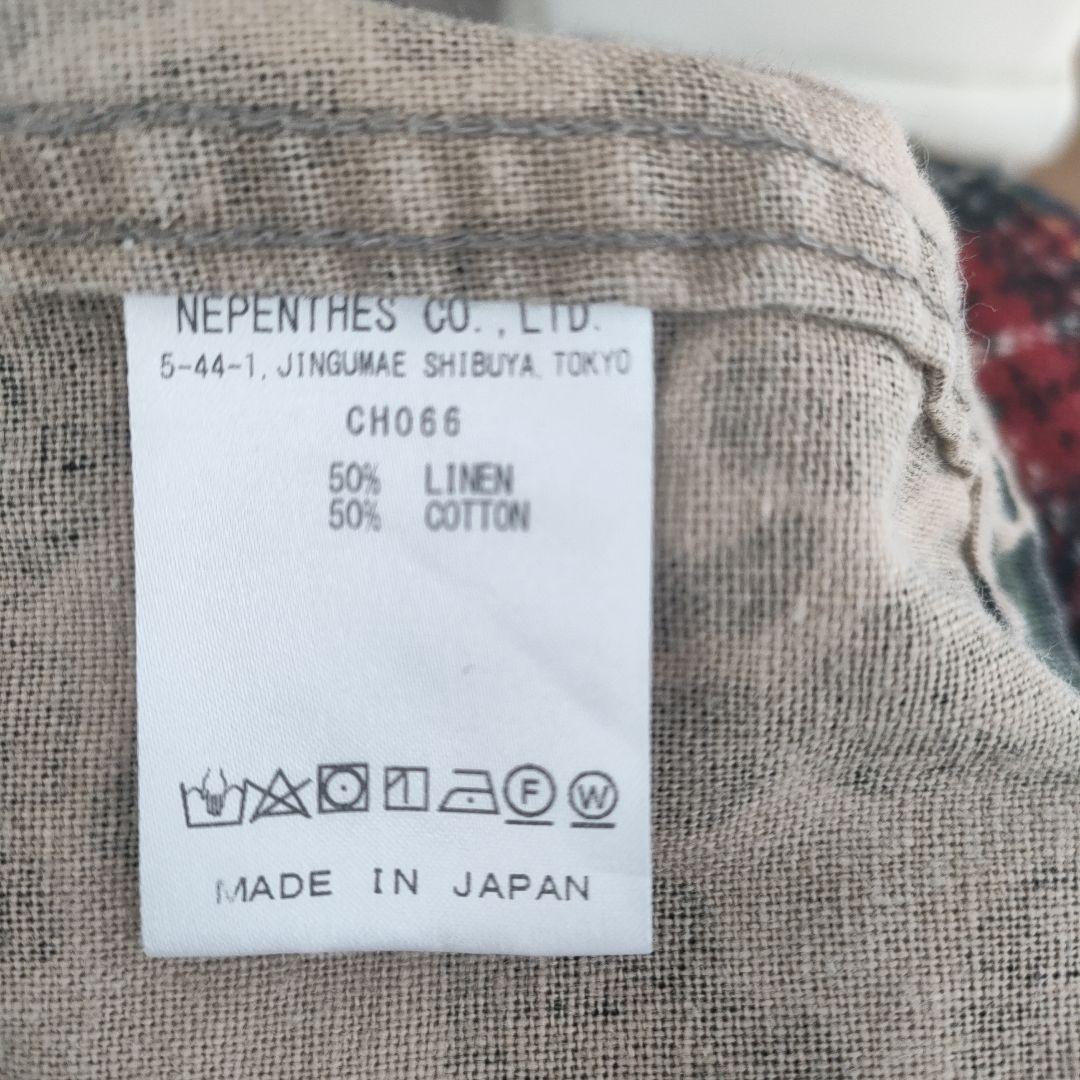 NEPENTHES CO.,LTD.
5-44-1, JINGUMAE SHIBUYA TOKYO
CH066
50% LINEN
50% COTTON
F W
MADE IN JAPAN